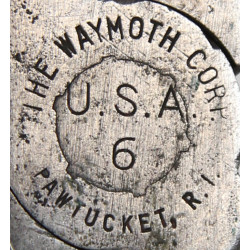 THE WAYMOTH CORP
U.S.A.
6
PAWTUCKET, R.I.